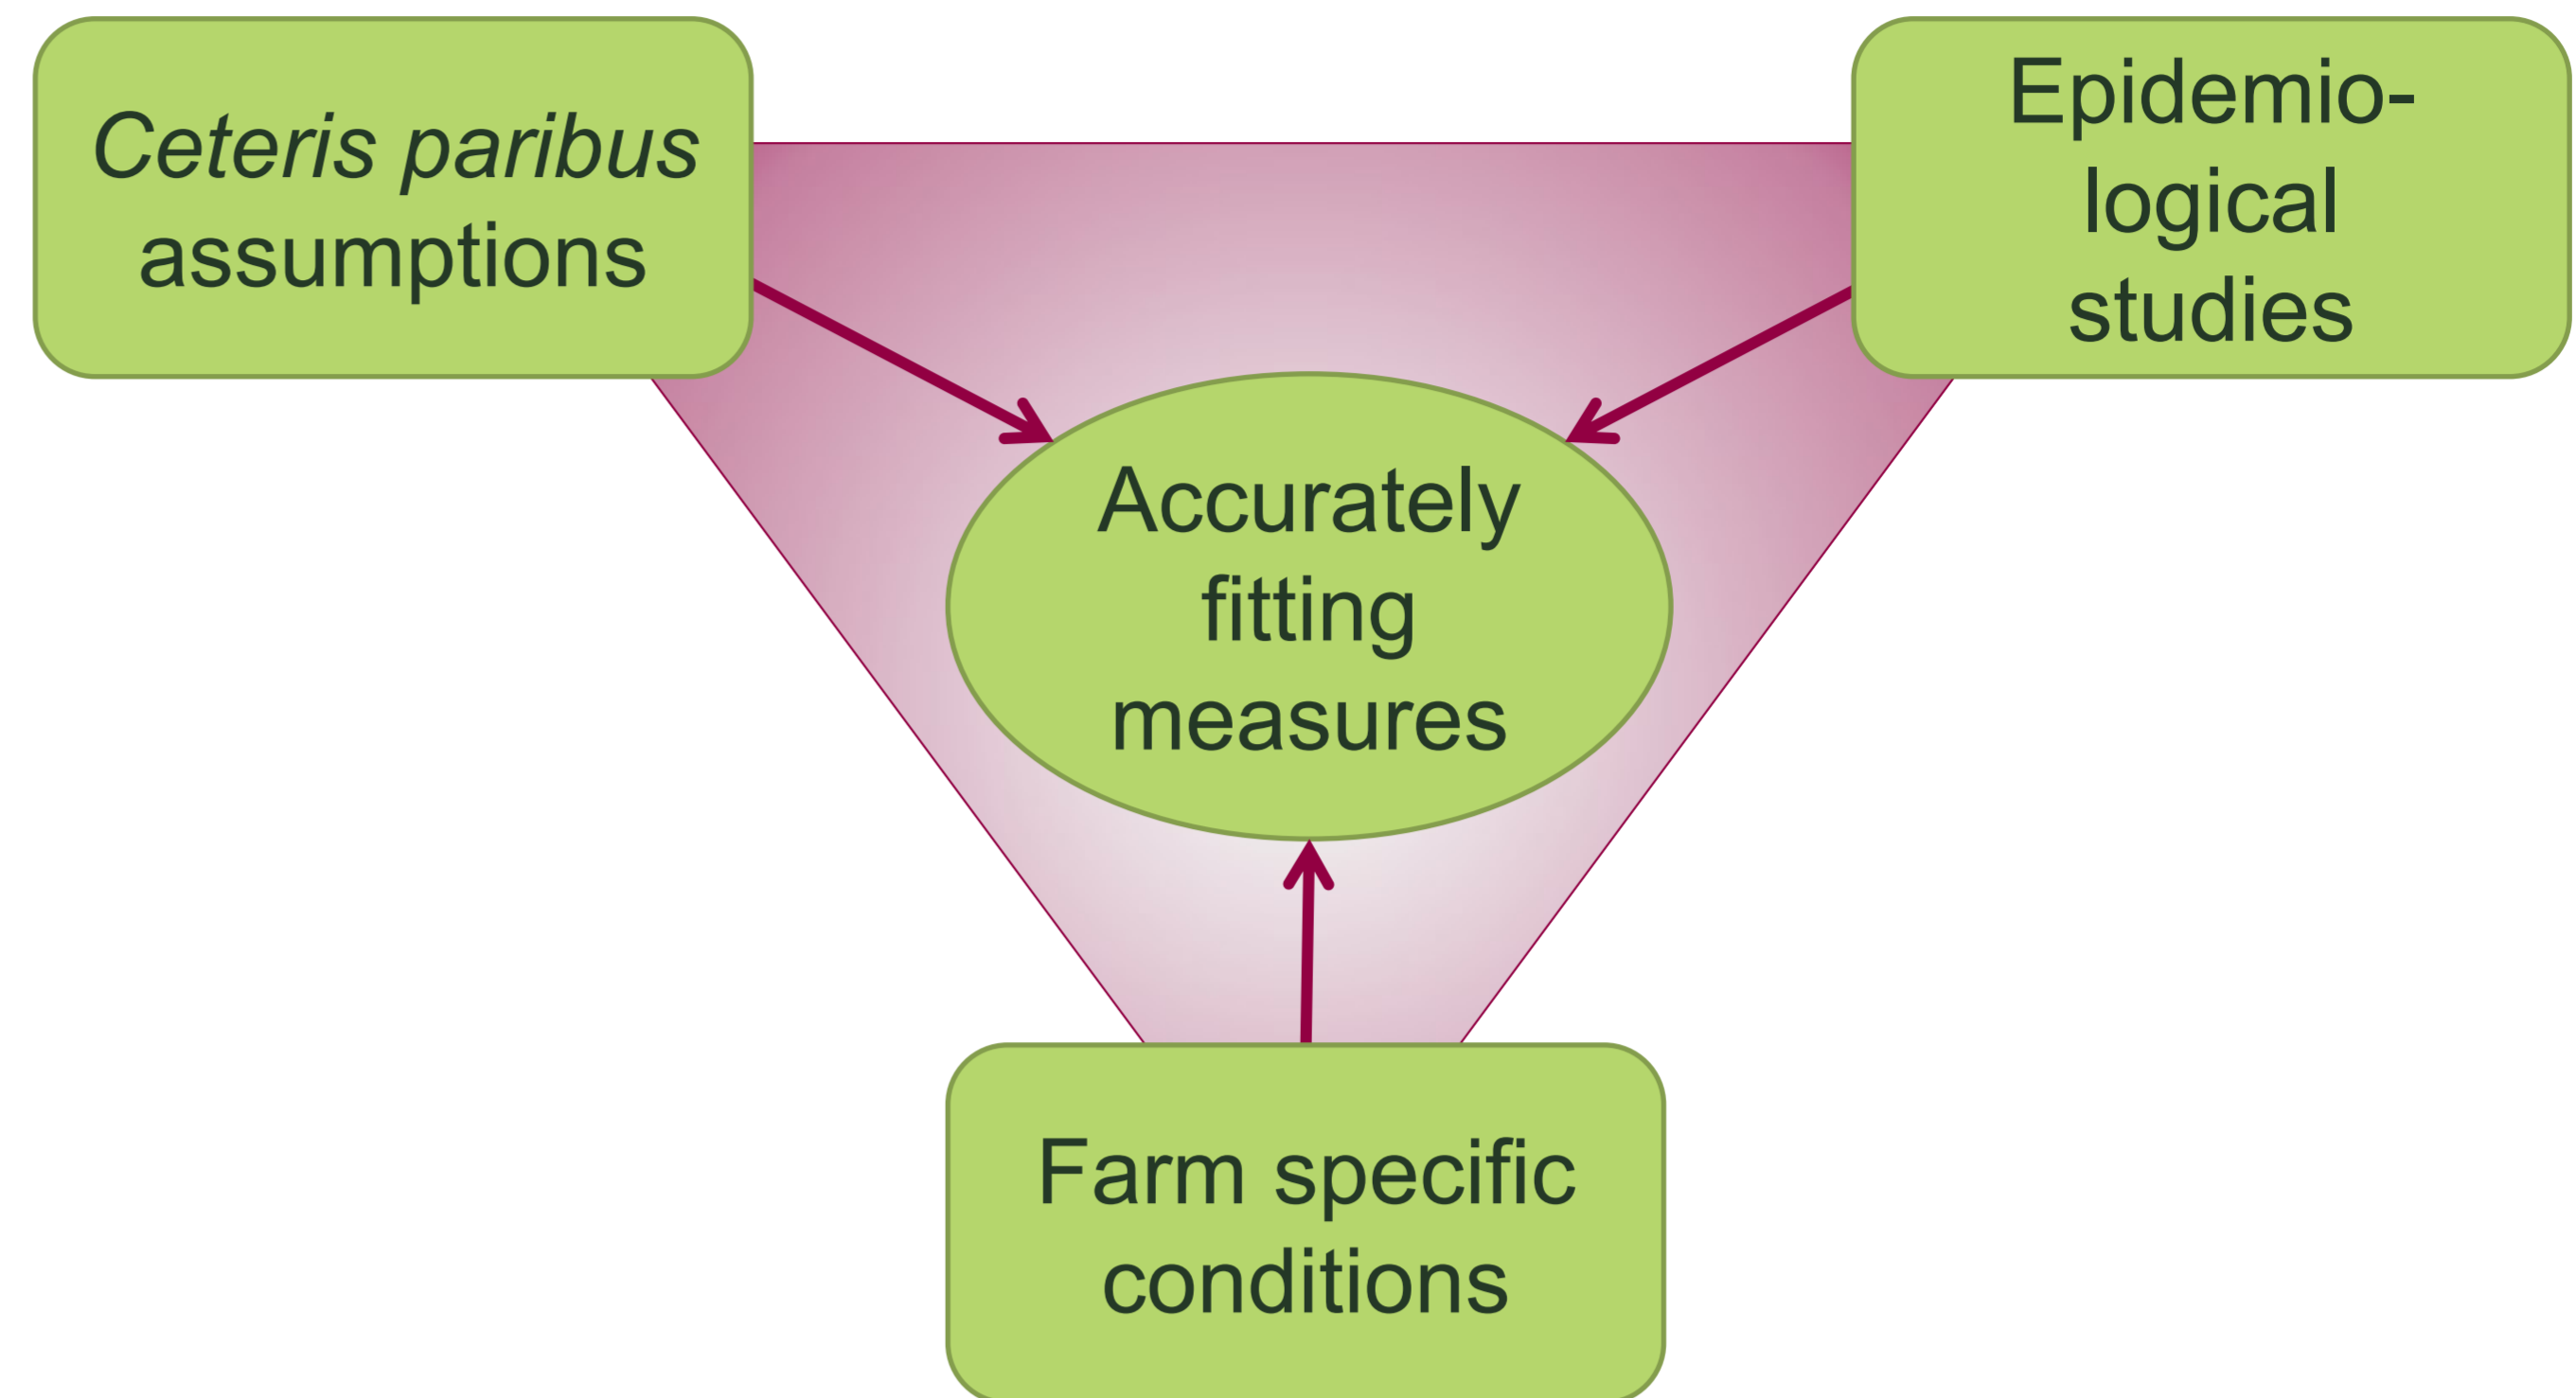 Ceteris paribus
assumptions
Epidemio-
logical
studies
Accurately
fitting
measures
Farm specific
conditions